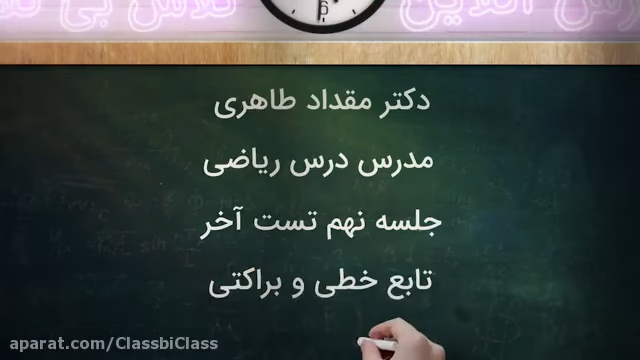 دکتر مقداد طاهری
مدرس درس ریاضی
جلسه نهم تست آخر
تابع خطی و براکتی
aparat.com/ClassbiClass